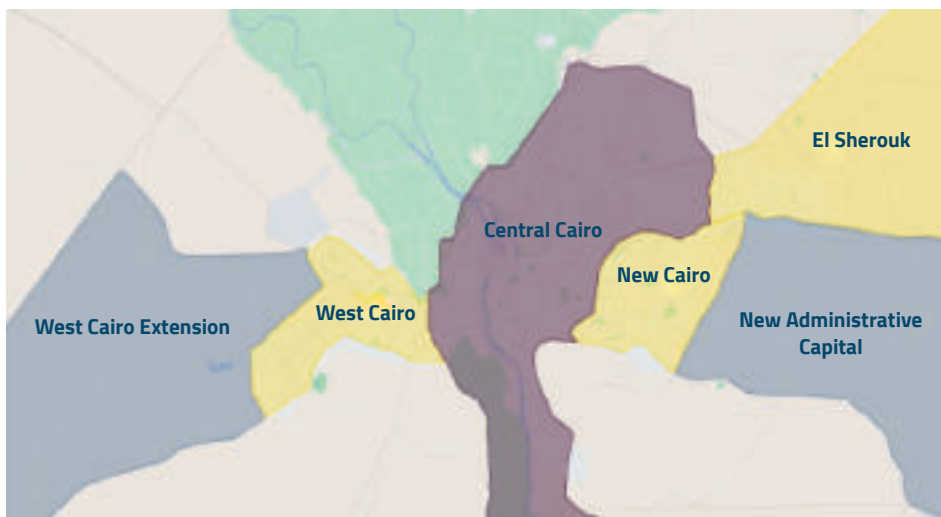 El Sherouk
Central Cairo
New Cairo
West Cairo
West Cairo Extension
New Administrative
Capital